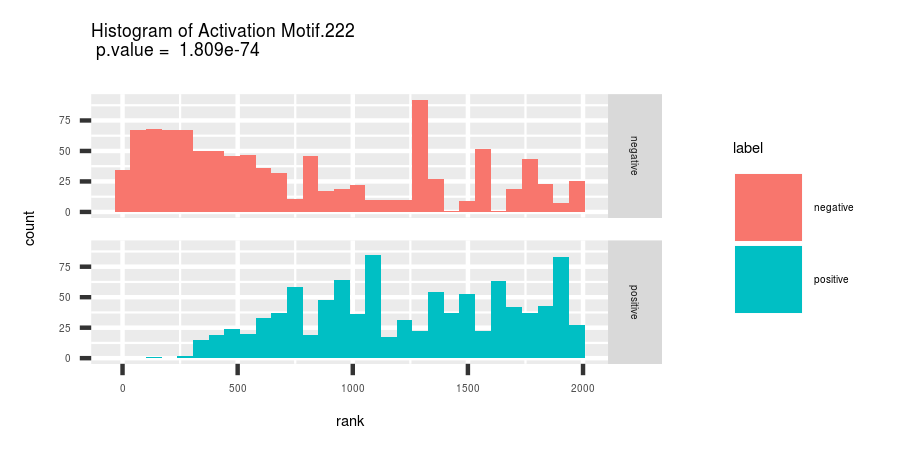 Histogram of Activation Motif.222
p.value = 1.809e-74
count
75
50
25
0
negative
75
50
25
0
positive
0 500 1000 1500 2000
rank
label
negative
positive